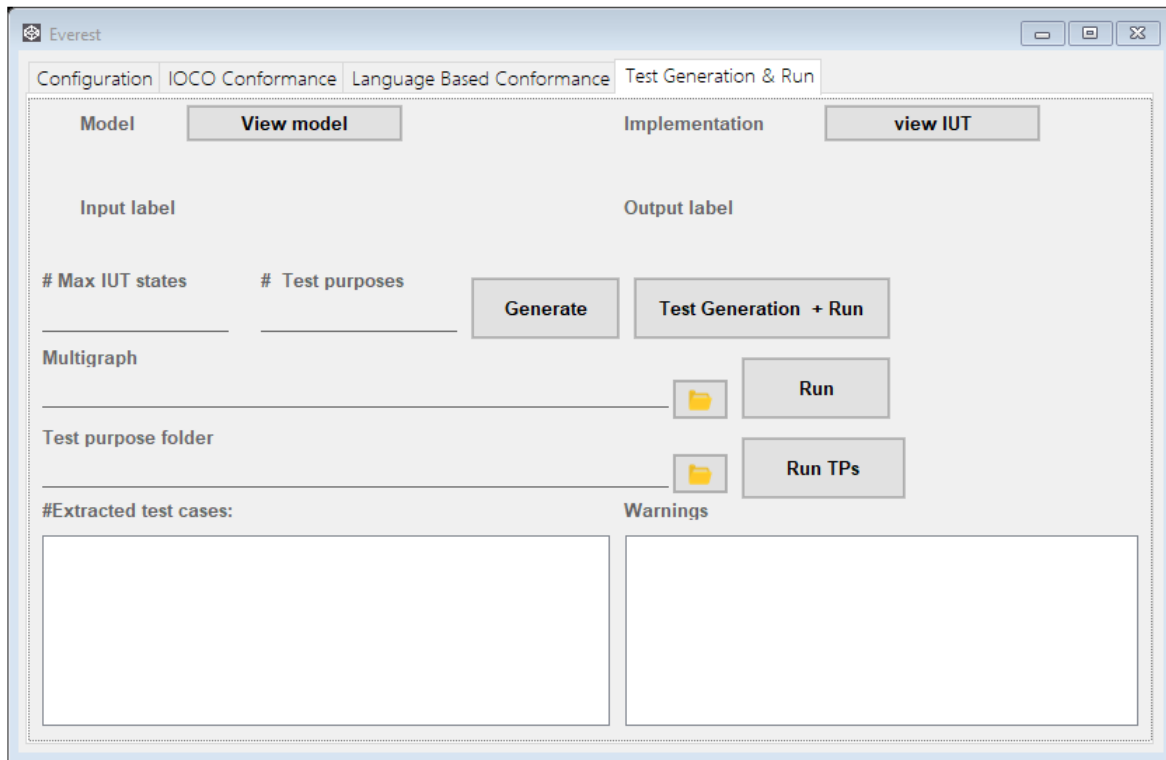 Everest
Configuration IOCO Conformance Language Based Conformance Test Generation & Run
Model View model Implementation view IUT
Input label Output label
# Max IUT states # Test purposes Generate Test Generation + Run
Multigraph
Run
Test purpose folder
Run TPs
#Extracted test cases: Warnings